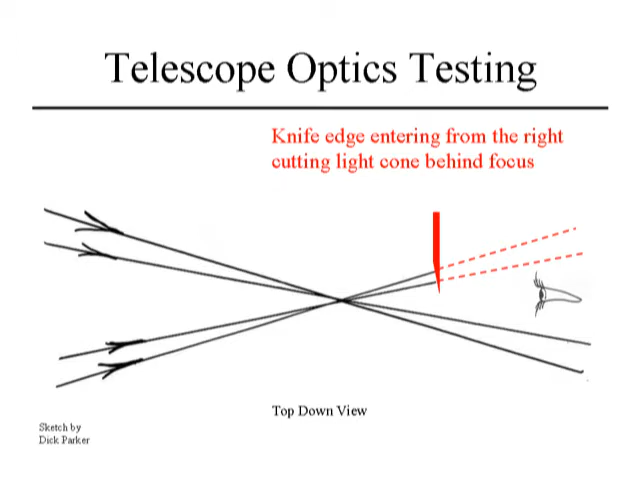 Telescope Optics Testing
Knife edge entering from the right
cutting light cone behind focus
Top Down View
Sketch by
Dick Parker